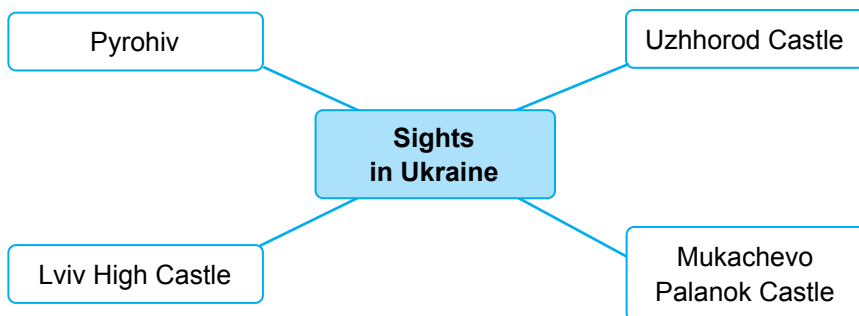 Pyrohiv
Uzhhorod Castle
Sights
in Ukraine
Lviv High Castle
Mukachevo
Palanok Castle